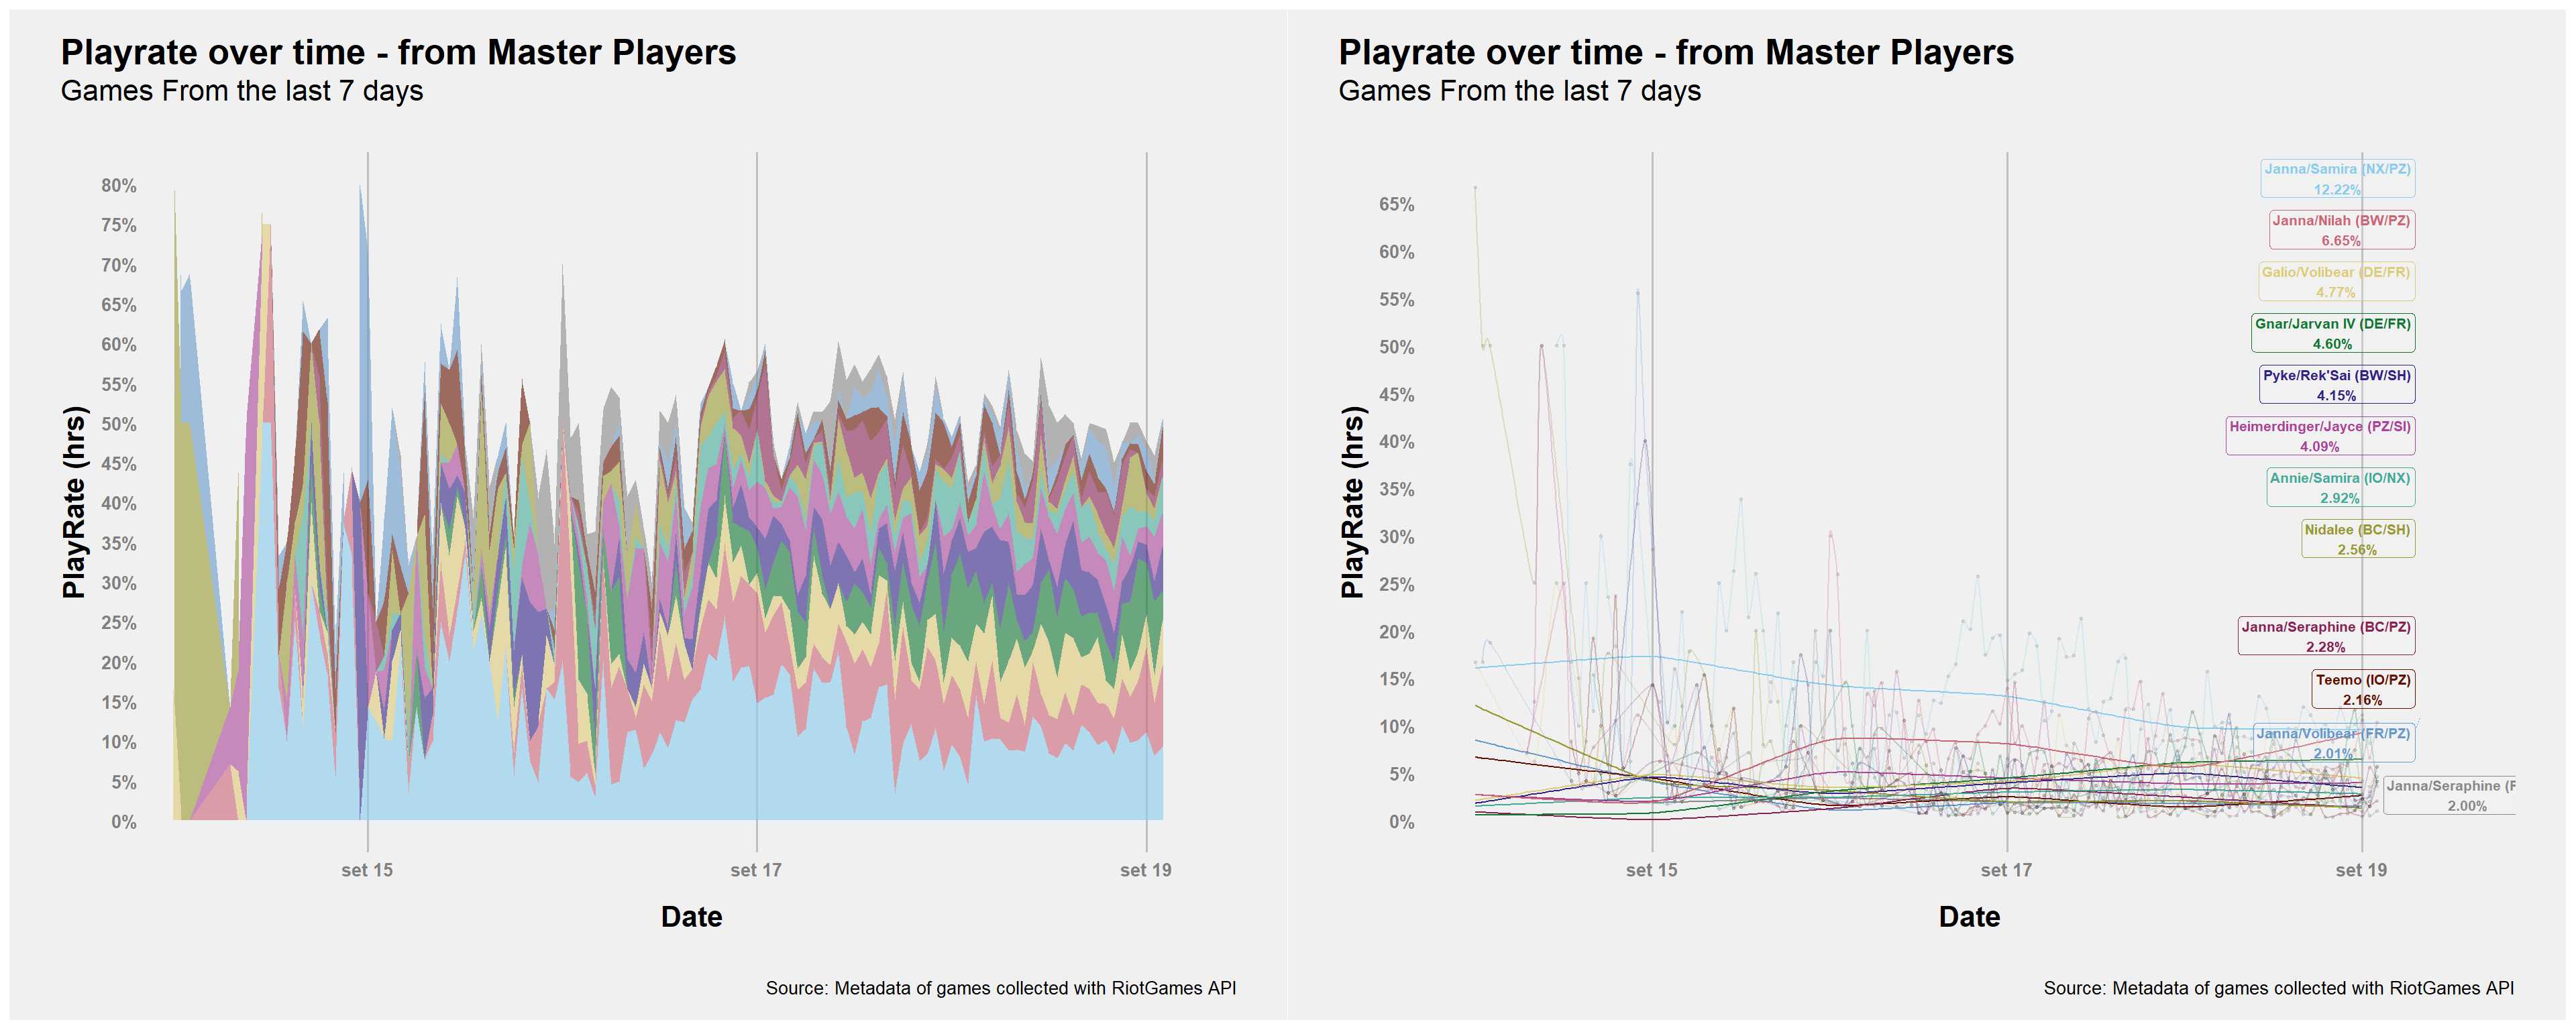 Playrate over time - from Master Players
Games From the last 7 days
80%
75%
70%
65%
60%
55%
50%
45%
40%
35%
30%
25%
20%
15%
10%
5%
0%
PlayRate (hrs)
set 15
set 17
set 19
Date
Source: Metadata of games collected with RiotGames API
Playrate over time - from Master Players
Games From the last 7 days
65%
60%
55%
50%
45%
40%
35%
30%
25%
20%
15%
10%
5%
0%
PlayRate (hrs)
Janna/Samira (NX/PZ)
12.22%
Janna/Nilah (BW/PZ)
6.65%
Galio/Volibear (DE/FR)
4.77%
Gnar/Jarvan IV (DE/FR)
4.60%
Pyke/Rek'Sai (BW/SH)
4.15%
Heimerdinger/Jayce (PZ/SI)
4.09%
Annie/Samira (IO/NX)
2.92%
Nidalee (BC/SH)
2.56%
Janna/Seraphine (BC/PZ)
2.28%
Teemo (IO/PZ)
2.16%
Janna/Volibear (FR/PZ)
2.01%
Janna/Seraphine (F
2.00%
set 15
set 17
set 19
Date
Source: Metadata of games collected with RiotGames API